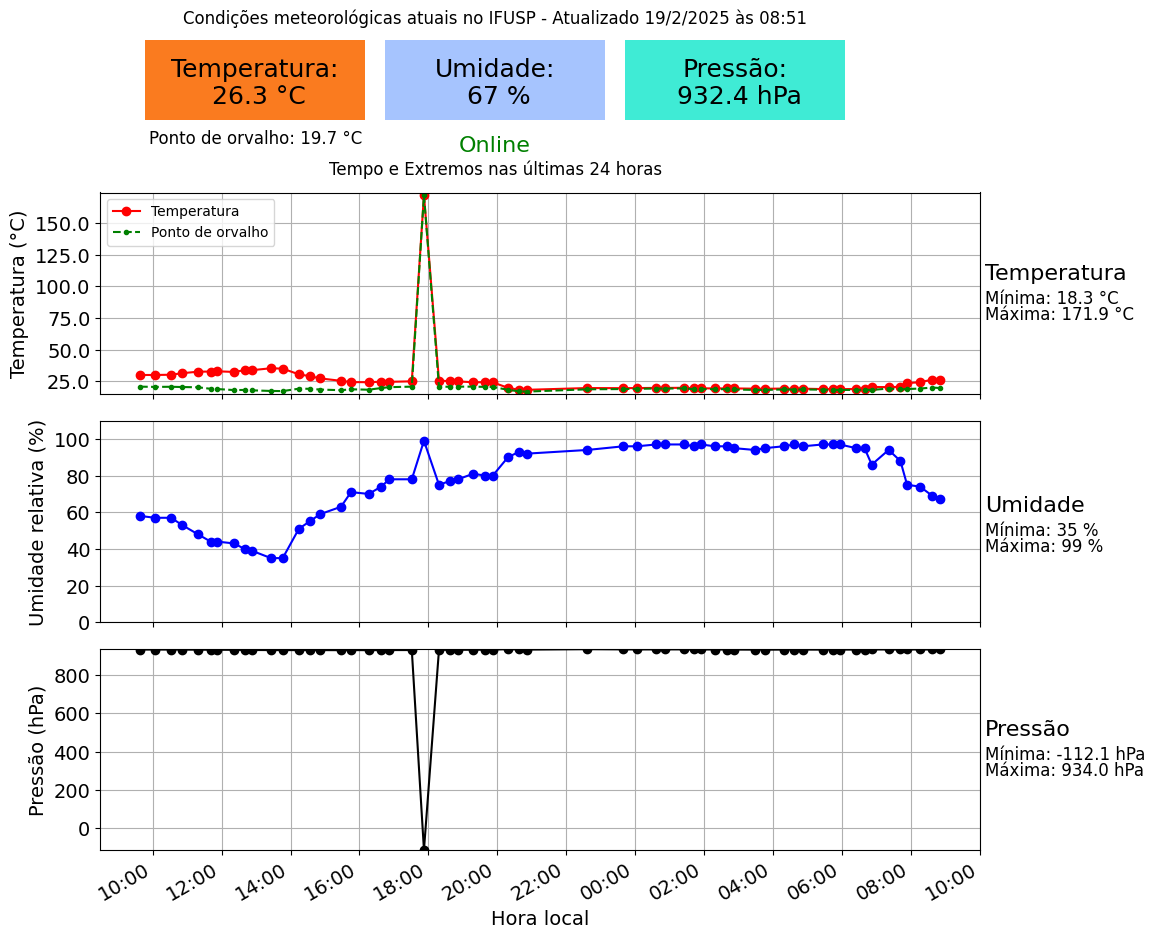 Condições meteorológicas atuais no IFUSP - Atualizado 19/2/2025 às 08:51
Temperatura:
26.3 °C
Umidade:
67 %
Pressão:
932.4 hPa
Ponto de orvalho: 19.7 °C
Online
Tempo e Extremos nas últimas 24 horas
Temperatura (°C)
150.0
125.0
100.0
75.0
50.0
25.0
Temperatura
Ponto de orvalho
Temperatura
Mínima: 18.3 °C
Máxima: 171.9 °C
Umidade relativa (%)
100
80
60
40
20
0
Umidade
Mínima: 35 %
Máxima: 99 %
Pressão (hPa)
800
600
400
200
0
Pressão
Mínima: -112.1 hPa
Máxima: 934.0 hPa
10:00
12:00
14:00
16:00
18:00
20:00
22:00
00:00
02:00
04:00
06:00
08:00
10:00
Hora local